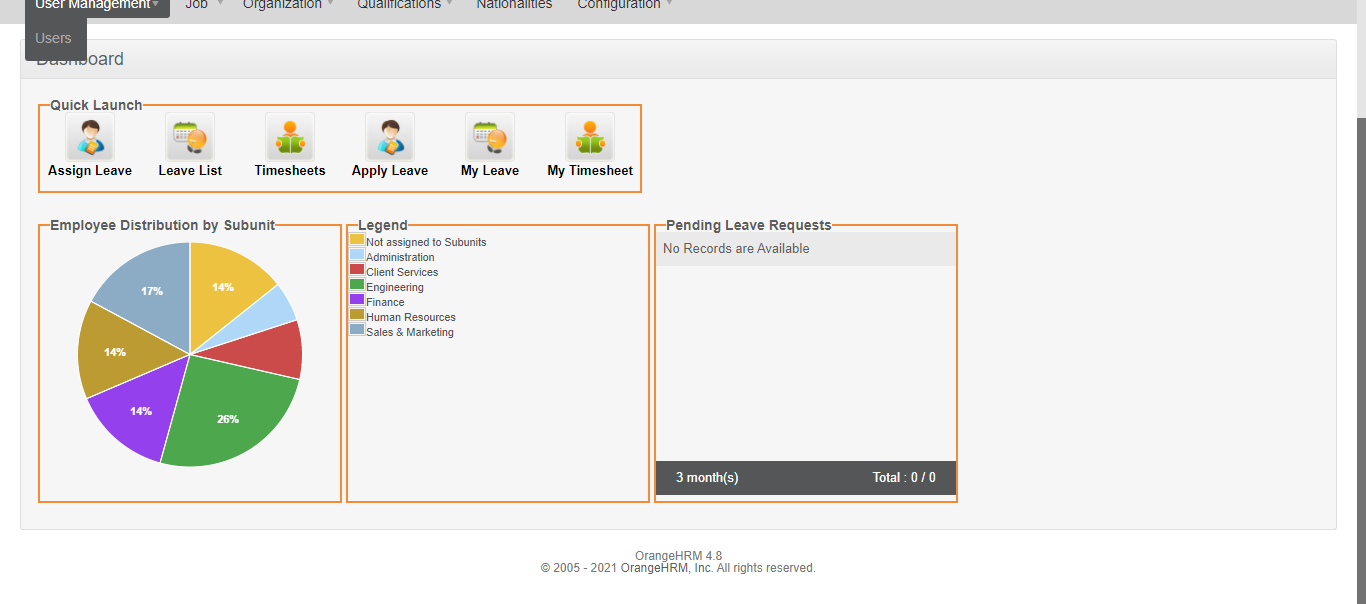 User Management Job Organization Qualifications Nationalities Configuration
Users
Dashboard
Quick Launch
Assign Leave Leave List Timesheets Apply Leave My Leave My Timesheet
Employee Distribution by Subunit
14%
17%
14%
14%
26%
Legend
Not assigned to Subunits
Administration
Client Services
Engineering
Finance
Human Resources
Sales & Marketing
Pending Leave Requests
No Records are Available
3 month(s) Total : 0 / 0
OrangeHRM 4.8
© 2005 - 2021 OrangeHRM, Inc. All rights reserved.